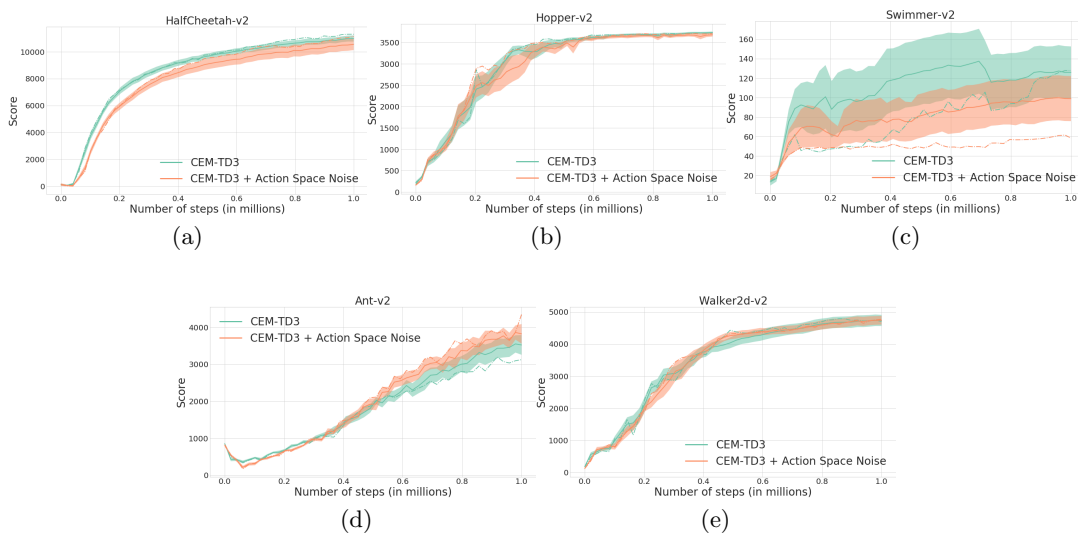 HalfCheetah-v2
Score
10000
8000
6000
4000
2000
0
CEM-TD3
CEM-TD3 + Action Space Noise
0.0 0.2 0.4 0.6 0.8 1.0
Number of steps (in millions)
(a)
Hopper-v2
Score
3500
3000
2500
2000
1500
1000
500
0
CEM-TD3
CEM-TD3 + Action Space Noise
0.0 0.2 0.4 0.6 0.8 1.0
Number of steps (in millions)
(b)
Swimmer-v2
Score
160
140
120
100
80
60
40
20
CEM-TD3
CEM-TD3 + Action Space Noise
0.0 0.2 0.4 0.6 0.8 1.0
Number of steps (in millions)
(c)
Ant-v2
Score
4000
3000
2000
1000
0
CEM-TD3
CEM-TD3 + Action Space Noise
0.0 0.2 0.4 0.6 0.8 1.0
Number of steps (in millions)
(d)
Walker2d-v2
Score
5000
4000
3000
2000
1000
0
CEM-TD3
CEM-TD3 + Action Space Noise
0.0 0.2 0.4 0.6 0.8 1.0
Number of steps (in millions)
(e)